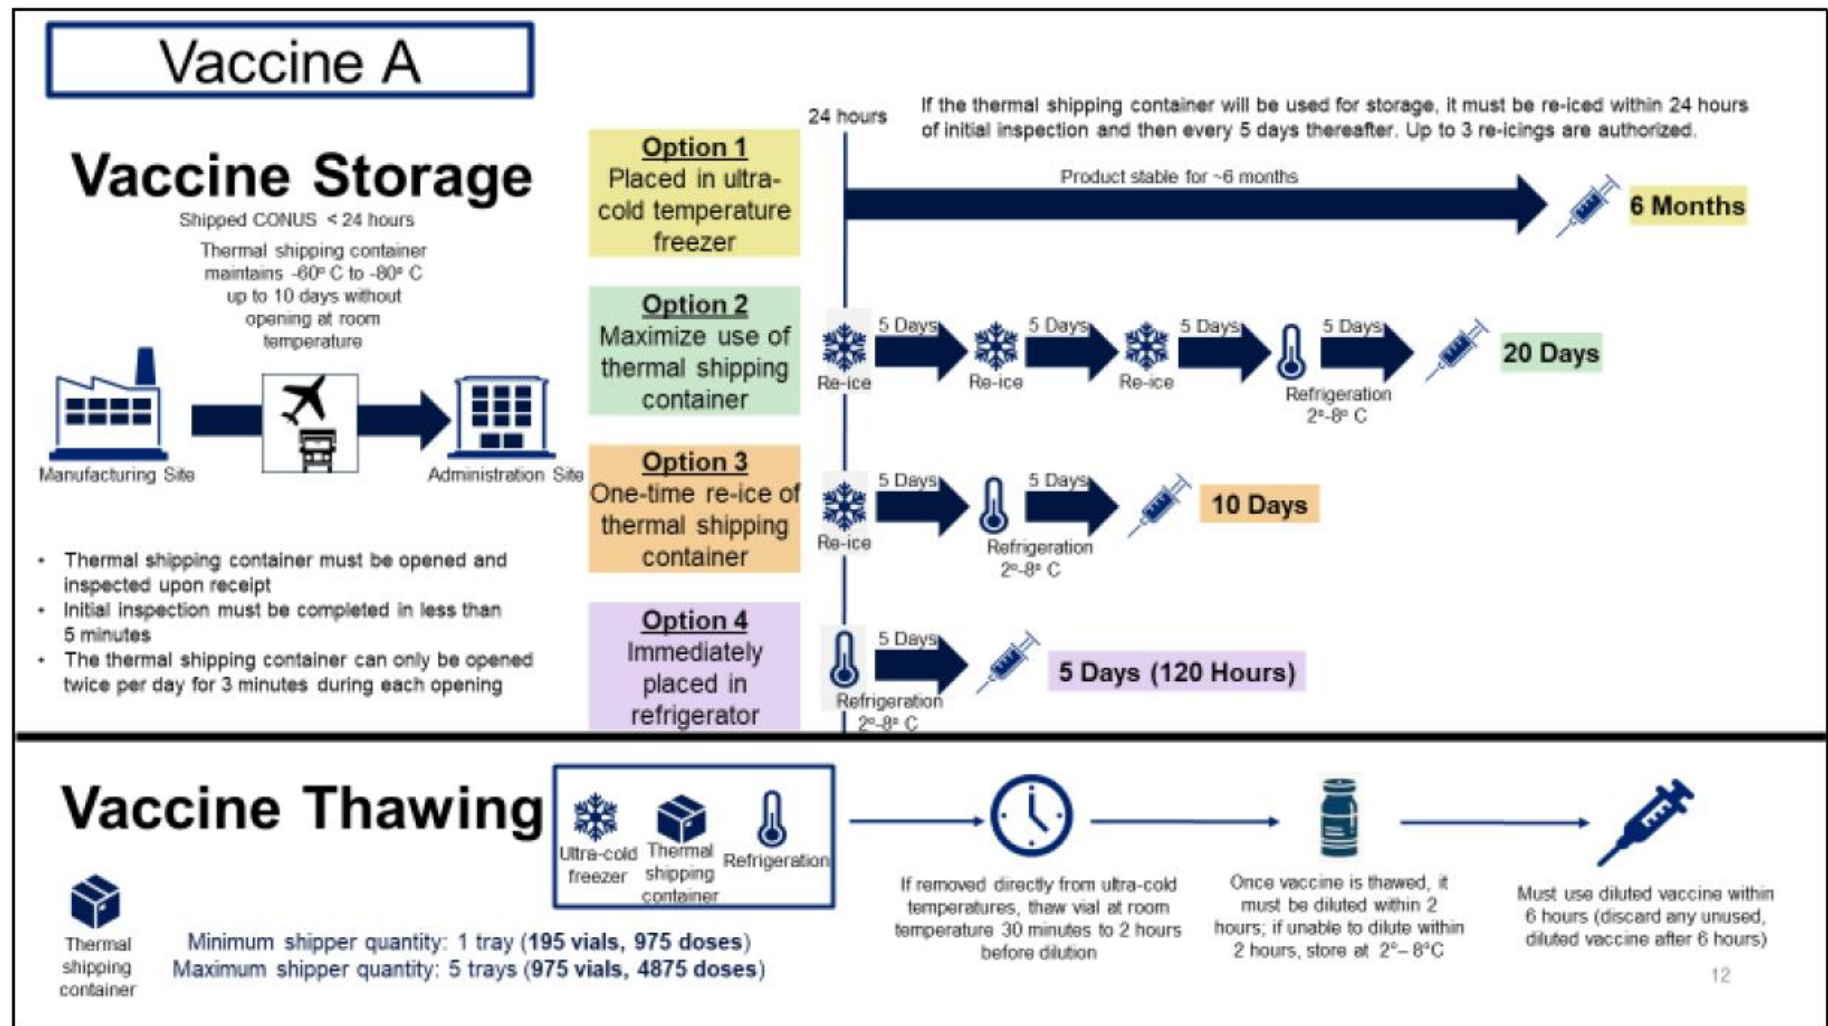 Vaccine A
Vaccine Storage
Shipped CONUS < 24 hours
Thermal shipping container
maintains -60º C to -80º C
up to 10 days without
opening at room
temperature
Manufacturing Site
Administration Site
• Thermal shipping container must be opened and
inspected upon receipt
• Initial inspection must be completed in less than
5 minutes
• The thermal shipping container can only be opened
twice per day for 3 minutes during each opening
24 hours
If the thermal shipping container will be used for storage, it must be re-iced within 24 hours
of initial inspection and then every 5 days thereafter. Up to 3 re-icings are authorized.
Option 1
Placed in ultra-
cold temperature
freezer
Product stable for ~6 months
6 Months
Option 2
Maximize use of
thermal shipping
container
5 Days
5 Days
5 Days
5 Days
Re-ice
Re-ice
Re-ice
Refrigeration
2º-8º C
20 Days
Option 3
One-time re-ice of
thermal shipping
container
5 Days
5 Days
Re-ice
Refrigeration
2º-8º C
10 Days
Option 4
Immediately
placed in
refrigerator
5 Days
Refrigeration
2º-8º C
5 Days (120 Hours)
Vaccine Thawing
Ultra-cold
freezer
Thermal
shipping
container
Refrigeration
Thermal
shipping
container
Minimum shipper quantity: 1 tray (195 vials, 975 doses)
Maximum shipper quantity: 5 trays (975 vials, 4875 doses)
If removed directly from ultra-cold
temperatures, thaw vial at room
temperature 30 minutes to 2 hours
before dilution
Once vaccine is thawed, it
must be diluted within 2
hours; if unable to dilute within
2 hours, store at 2°– 8°C
Must use diluted vaccine within
6 hours (discard any unused,
diluted vaccine after 6 hours)
12